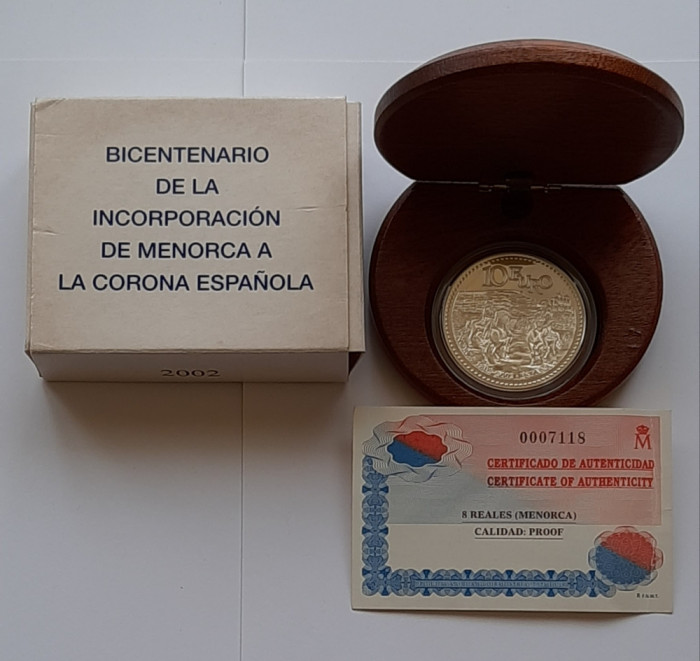 BICENTENARIO
DE LA
INCORPORACIÓN
DE MENORCA A
LA CORONA ESPAÑOLA
2002
10 EURO
0007118
M
CERTIFICADO DE AUTENTICIDAD
CERTIFICATE OF AUTHENTICITY
8 REALES (MENORCA)
CALIDAD: PROOF